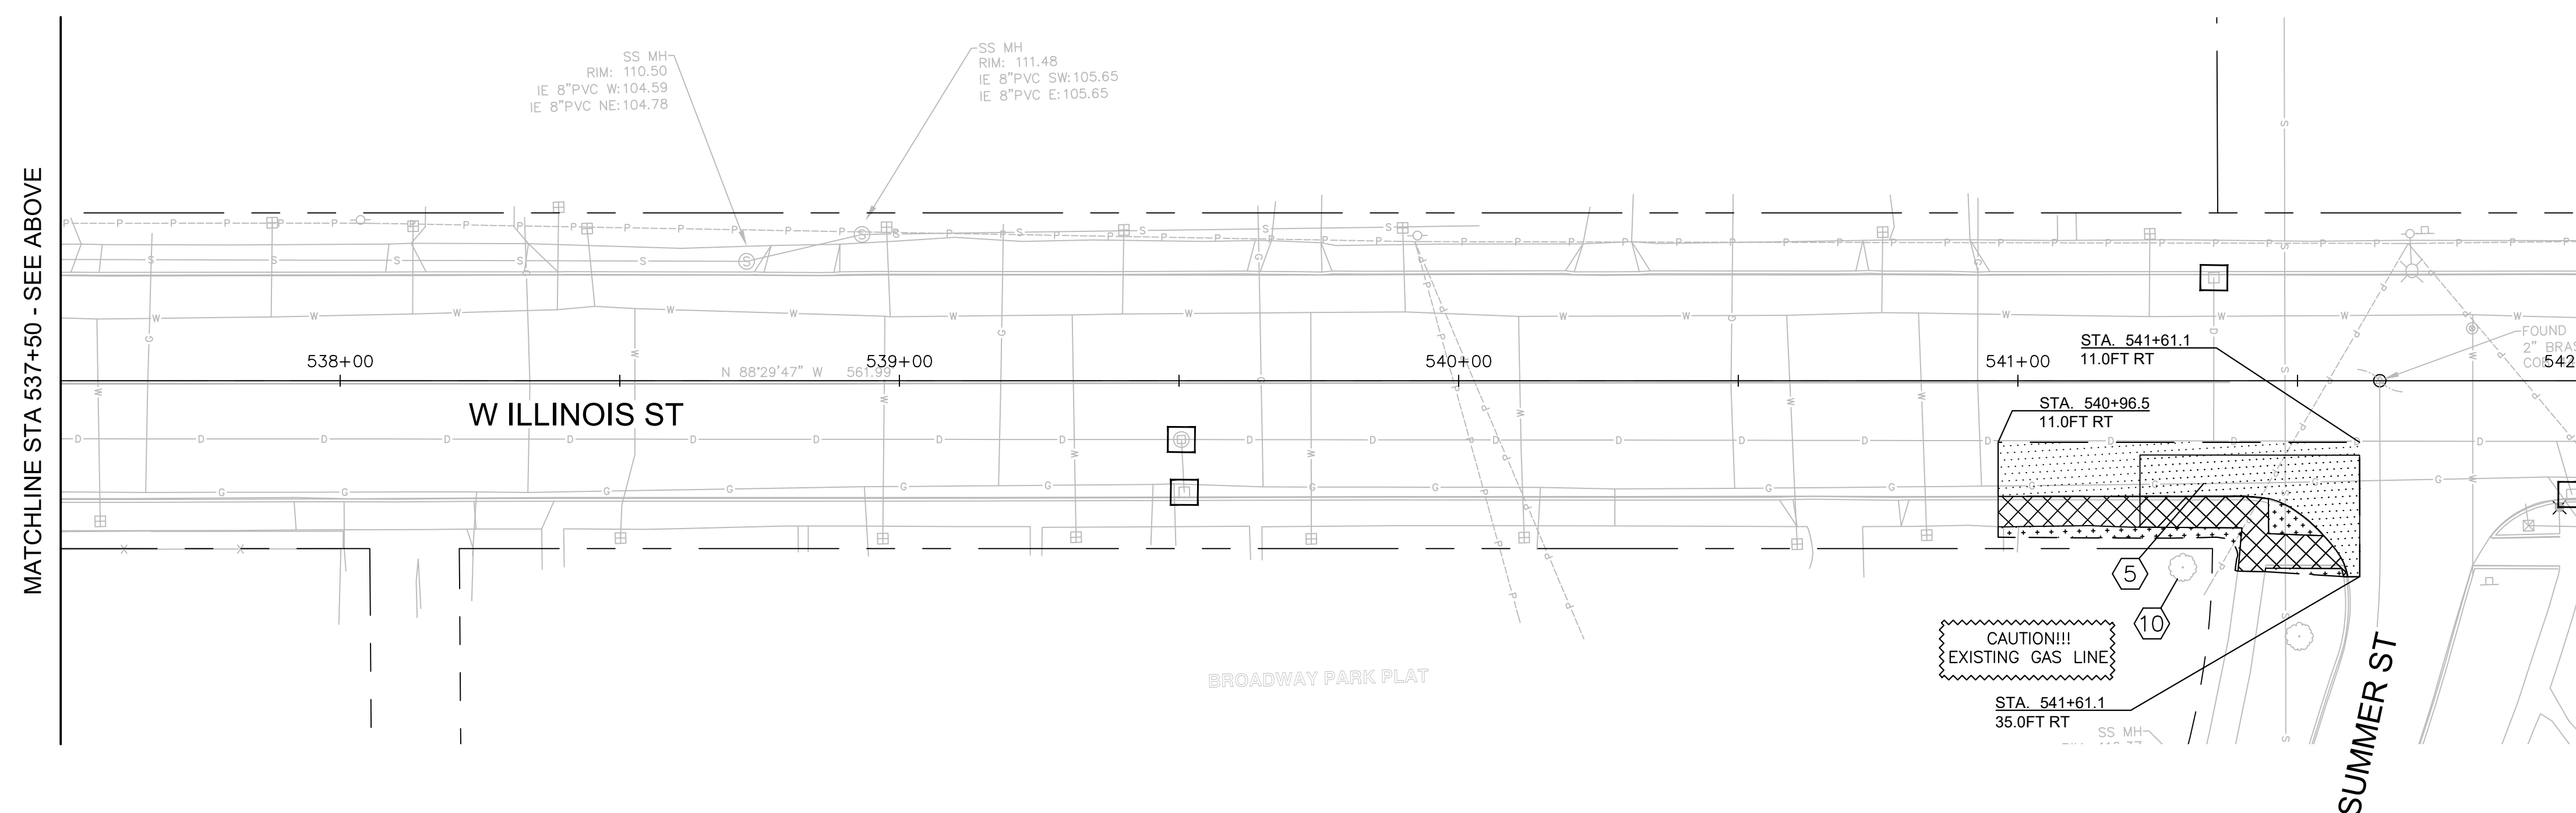 MATCHLINE STA 537+50 - SEE ABOVE
SS MH
RIM: 110.50
IE 8"PVC W:104.59
IE 8"PVC NE:104.78
SS MH
RIM: 111.48
IE 8"PVC SW:105.65
IE 8"PVC E:105.65
538+00
539+00
540+00
541+00
542
N 88°29'47" W 561.99
W ILLINOIS ST
STA. 541+61.1
11.0FT RT
STA. 540+96.5
11.0FT RT
FOUND
2" BRAS
5
10
CAUTION!!!
EXISTING GAS LINE
STA. 541+61.1
35.0FT RT
SS MH
BROADWAY PARK PLAT
SUMMER ST